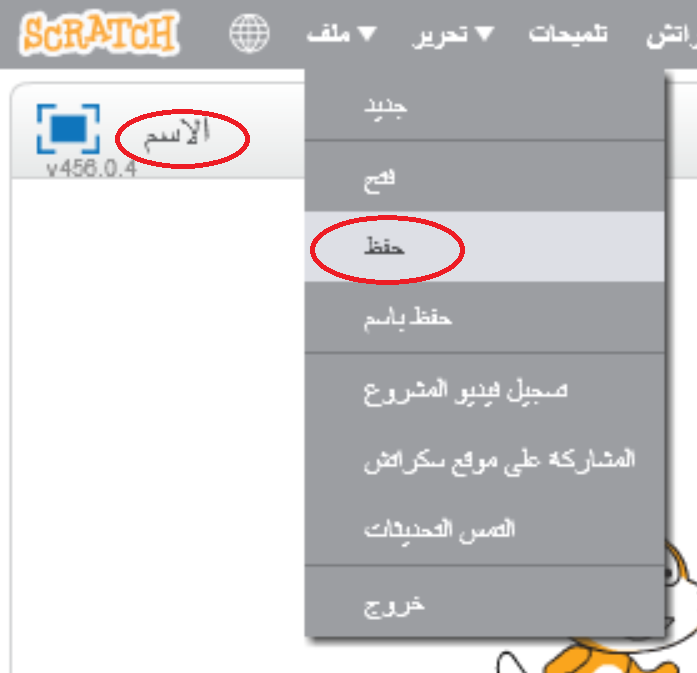 SCRATCH
ملف ▼
تحرير ▼
تلميحات
راتش
الاسم
v456.0.4
جديد
فتح
حفظ
حفظ باسم
تسجيل فيديو المشروع
المشاركة على موقع سكراتش
التمس التحديثات
خروج